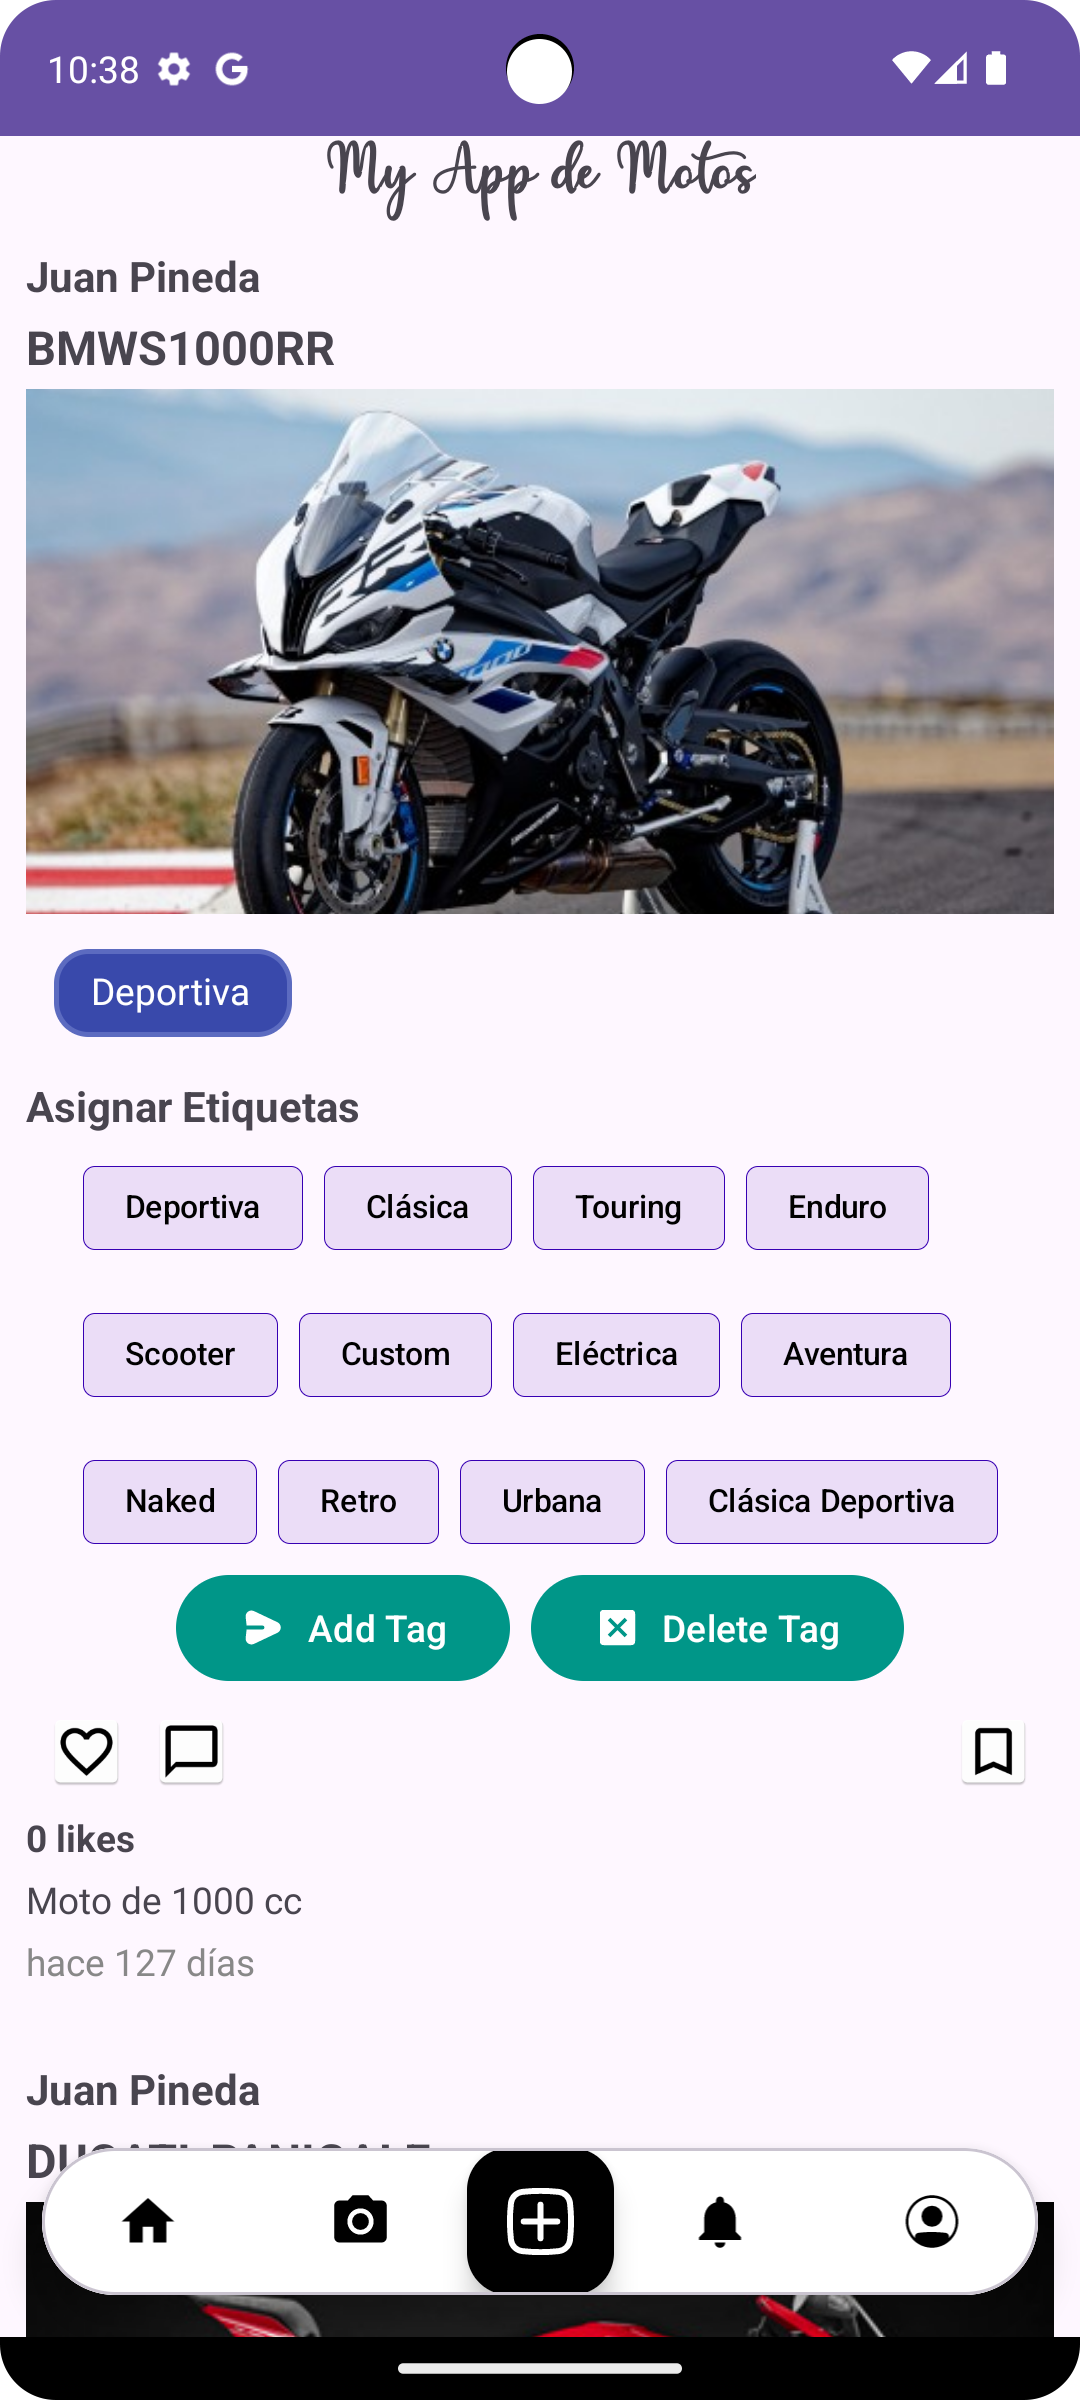 10:38
My App de Motos
Juan Pineda
BMWS1000RR
1000
Deportiva
Asignar Etiquetas
Deportiva Clásica Touring Enduro
Scooter Custom Eléctrica Aventura
Naked Retro Urbana Clásica Deportiva
Add Tag Delete Tag
0 likes
Moto de 1000 cc
hace 127 días
Juan Pineda